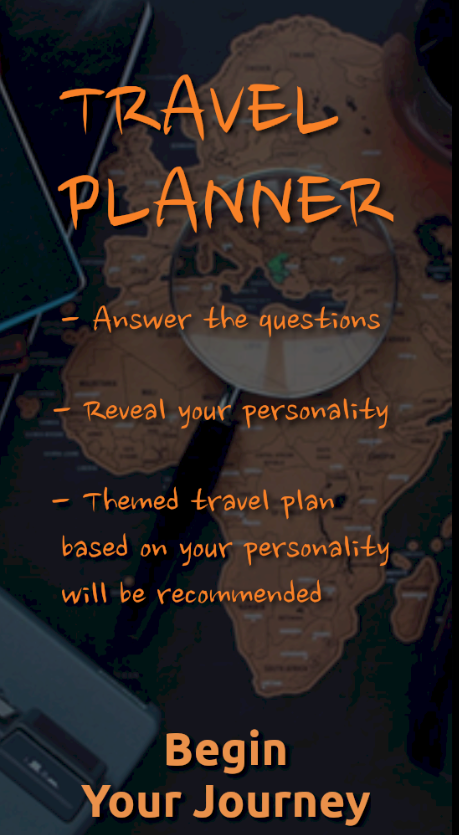 TRAVEL
PLANNER
- Answer the questions
- Reveal your personality
- Themed travel plan
based on your personality
will be recommended
Begin
Your Journey